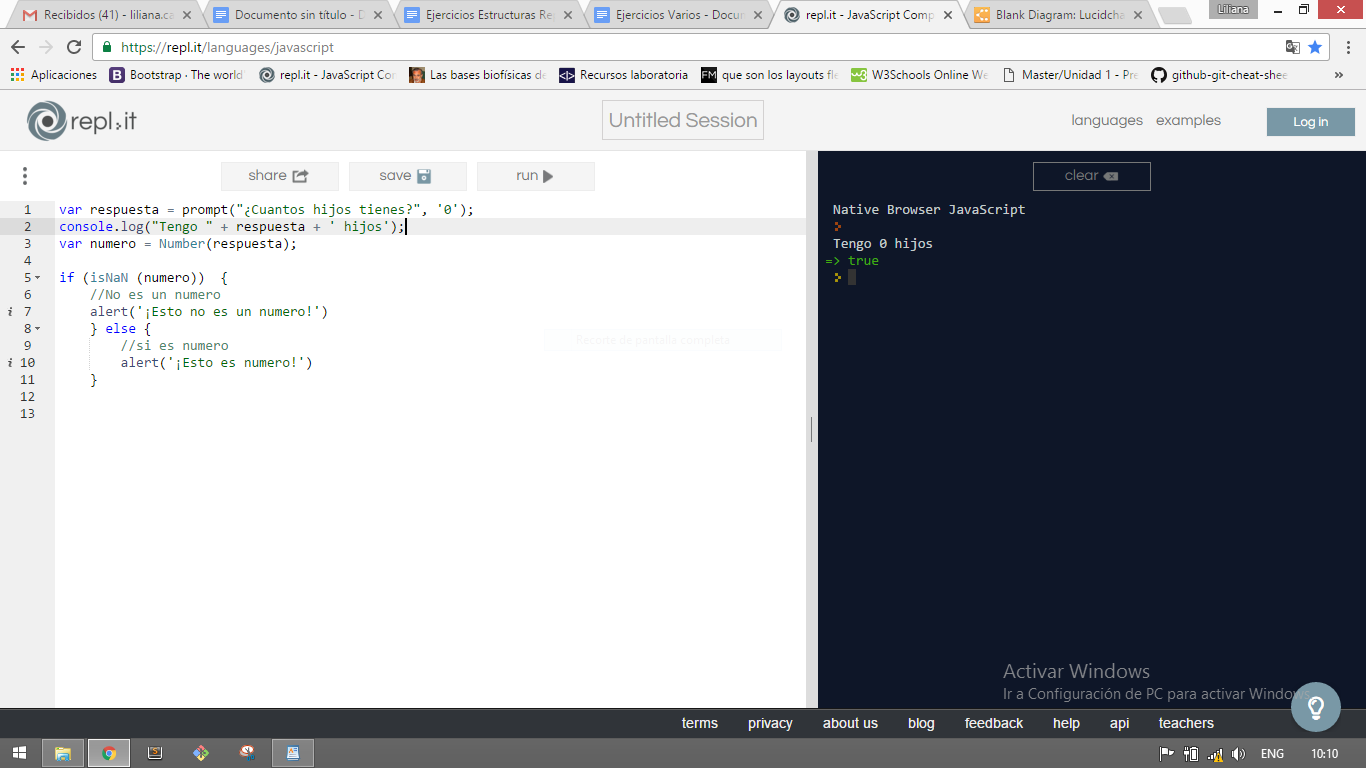 Recibidos (41) - liliana.ca
Documento sin título - D
Ejercicios Estructuras Re
Ejercicios Varios - Docum
repl.it - JavaScript Comp
Blank Diagram: Lucidcha
Liliana
https://repl.it/languages/javascript
Aplicaciones
Bootstrap · The world
repl.it - JavaScript Co
Las bases biofísicas de
Recursos laboratoria
FM que son los layouts fle
W3Schools Online We
Master/Unidad 1 - Pre
github-git-cheat-shee
»
repl.it
Untitled Session
languages
examples
Log in
share
save
run
clear
1 var respuesta = prompt("¿Cuantos hijos tienes?", '0');
2 console.log("Tengo " + respuesta + ' hijos');
3 var numero = Number(respuesta);
4
5 if (isNaN (numero))  {
6 //No es un numero
i 7 alert('¡Esto no es un numero!')
8 } else {
9 //si es numero
i 10 alert('¡Esto es numero!')
11 }
12
13
Recorte de pantalla completa
Native Browser JavaScript
Tengo 0 hijos
=> true
Activar Windows
Ir a Configuración de PC para activar Windows.
terms
privacy
about us
blog
feedback
help
api
teachers
ENG
10:10